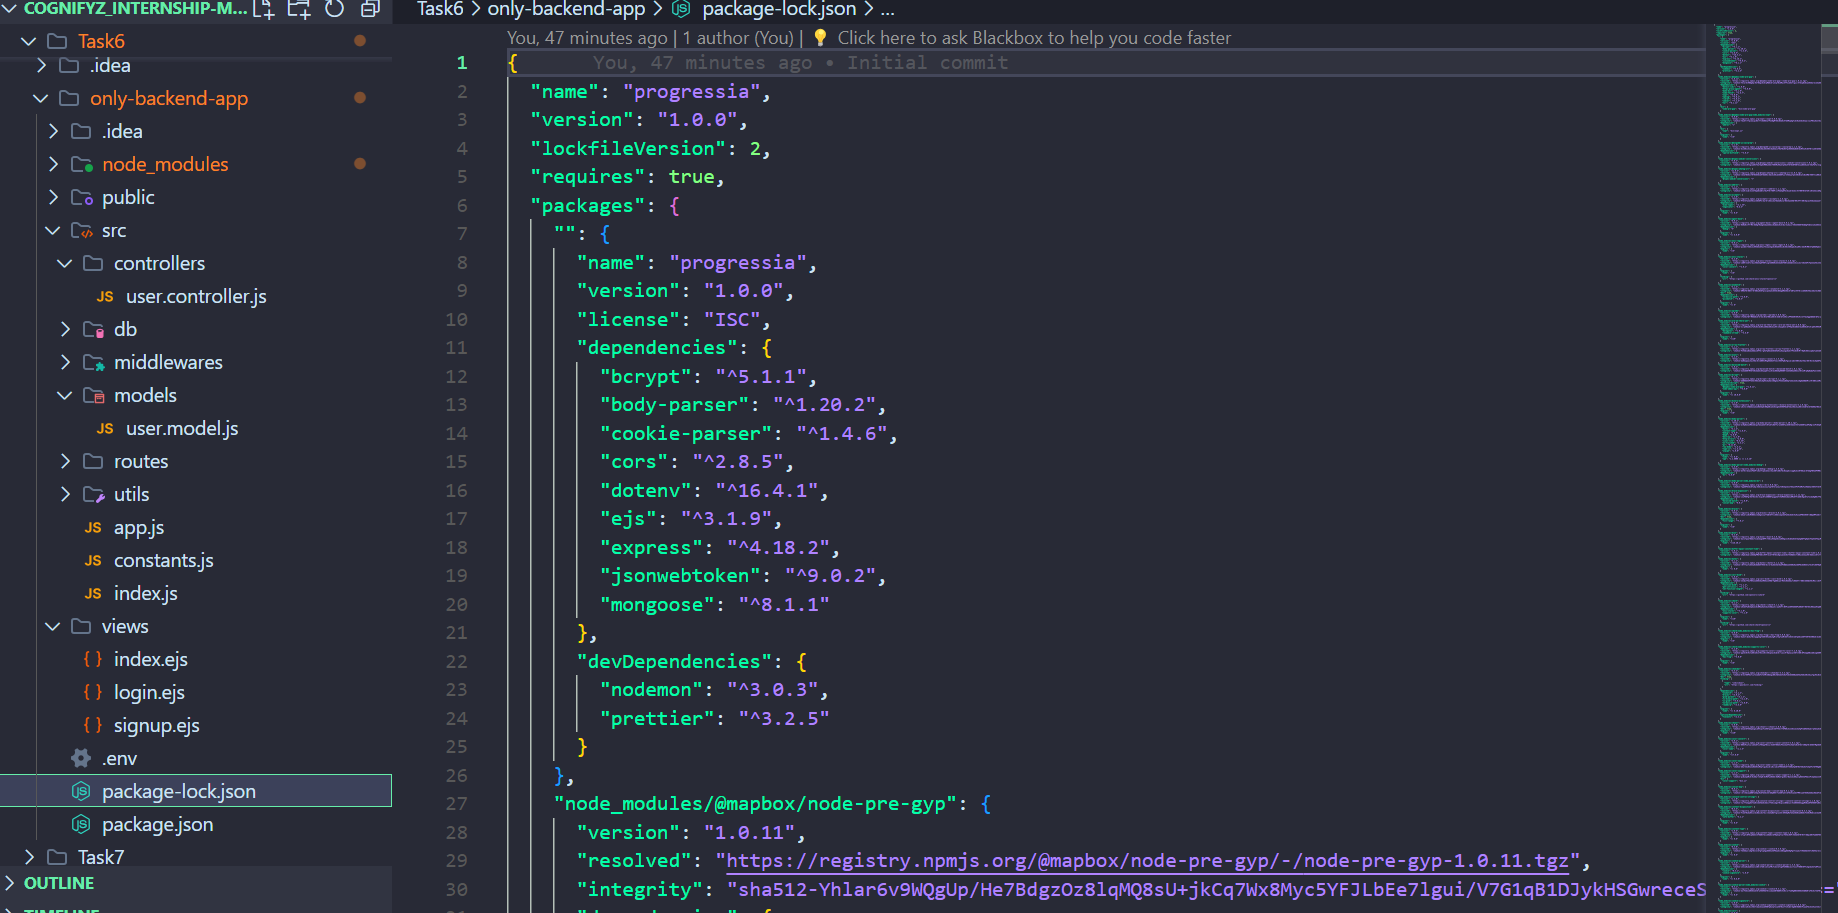 COGNIFYZ_INTERNSHIP-M...
Task6
.idea
only-backend-app
.idea
node_modules
public
src
controllers
JS user.controller.js
db
middlewares
models
JS user.model.js
routes
utils
JS app.js
JS constants.js
JS index.js
views
{ } index.ejs
{ } login.ejs
{ } signup.ejs
.env
package-lock.json
package.json
Task7
OUTLINE
TIMELINE
Task6 > only-backend-app > package-lock.json > ...
You, 47 minutes ago | 1 author (You) | 💡 Click here to ask Blackbox to help you code faster
1 { You, 47 minutes ago • Initial commit
2 "name": "progressia",
3 "version": "1.0.0",
4 "lockfileVersion": 2,
5 "requires": true,
6 "packages": {
7 "": {
8 "name": "progressia",
9 "version": "1.0.0",
10 "license": "ISC",
11 "dependencies": {
12 "bcrypt": "^5.1.1",
13 "body-parser": "^1.20.2",
14 "cookie-parser": "^1.4.6",
15 "cors": "^2.8.5",
16 "dotenv": "^16.4.1",
17 "ejs": "^3.1.9",
18 "express": "^4.18.2",
19 "jsonwebtoken": "^9.0.2",
20 "mongoose": "^8.1.1"
21 },
22 "devDependencies": {
23 "nodemon": "^3.0.3",
24 "prettier": "^3.2.5"
25 }
26 },
27 "node_modules/@mapbox/node-pre-gyp": {
28 "version": "1.0.11",
29 "resolved": "https://registry.npmjs.org/@mapbox/node-pre-gyp/-/node-pre-gyp-1.0.11.tgz",
30 "integrity": "sha512-Yhlar6v9WQgUp/He7BdgzOz8lqMQ8sU+jkCq7Wx8Myc5YFJLbEe7lgui/V7G1qB1DJykHSGwreceS